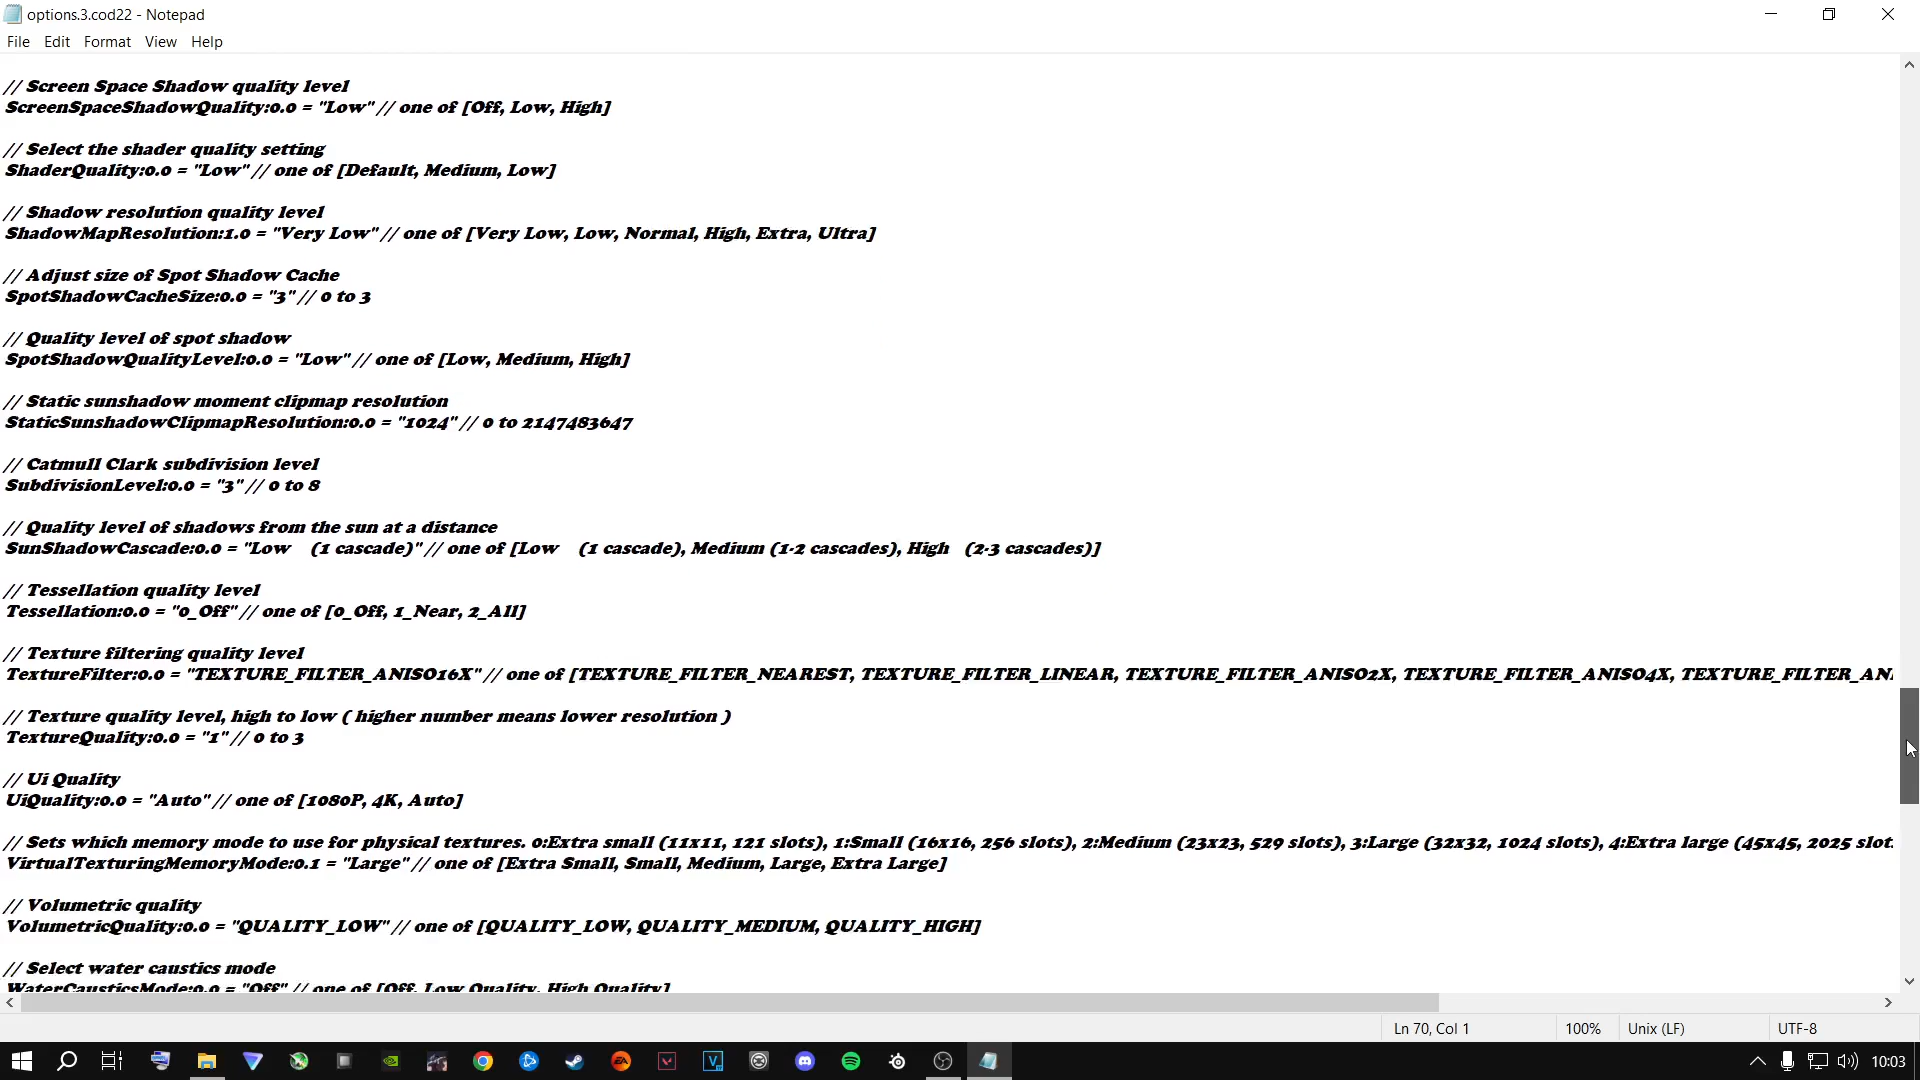 options.3.cod22 - Notepad
File Edit Format View Help
// Screen Space Shadow quality level
ScreenSpaceShadowQuality:0.0 = "Low" // one of [Off, Low, High]
// Select the shader quality setting
ShaderQuality:0.0 = "Low" // one of [Default, Medium, Low]
// Shadow resolution quality level
ShadowMapResolution:1.0 = "Very Low" // one of [Very Low, Low, Normal, High, Extra, Ultra]
// Adjust size of Spot Shadow Cache
SpotShadowCacheSize:0.0 = "3" // 0 to 3
// Quality level of spot shadow
SpotShadowQualityLevel:0.0 = "Low" // one of [Low, Medium, High]
// Static sunshadow moment clipmap resolution
StaticSunshadowClipmapResolution:0.0 = "1024" // 0 to 2147483647
// Catmull Clark subdivision level
SubdivisionLevel:0.0 = "3" // 0 to 8
// Quality level of shadows from the sun at a distance
SunShadowCascade:0.0 = "Low    (1 cascade)" // one of [Low    (1 cascade), Medium (1-2 cascades), High   (2-3 cascades)]
// Tessellation quality level
Tessellation:0.0 = "0_Off" // one of [0_Off, 1_Near, 2_All]
// Texture filtering quality level
TextureFilter:0.0 = "TEXTURE_FILTER_ANISO16X" // one of [TEXTURE_FILTER_NEAREST, TEXTURE_FILTER_LINEAR, TEXTURE_FILTER_ANISO2X, TEXTURE_FILTER_ANISO4X, TEXTURE_FILTER_ANI
// Texture quality level, high to low ( higher number means lower resolution )
TextureQuality:0.0 = "1" // 0 to 3
// Ui Quality
UiQuality:0.0 = "Auto" // one of [1080P, 4K, Auto]
// Sets which memory mode to use for physical textures. 0:Extra small (11x11, 121 slots), 1:Small (16x16, 256 slots), 2:Medium (23x23, 529 slots), 3:Large (32x32, 1024 slots), 4:Extra large (45x45, 2025 slot
VirtualTexturingMemoryMode:0.1 = "Large" // one of [Extra Small, Small, Medium, Large, Extra Large]
// Volumetric quality
VolumetricQuality:0.0 = "QUALITY_LOW" // one of [QUALITY_LOW, QUALITY_MEDIUM, QUALITY_HIGH]
// Select water caustics mode
WaterCausticsMode:0.0 = "Off" // one of [Off, Low Quality, High Quality]
Ln 70, Col 1 100% Unix (LF) UTF-8
10:03